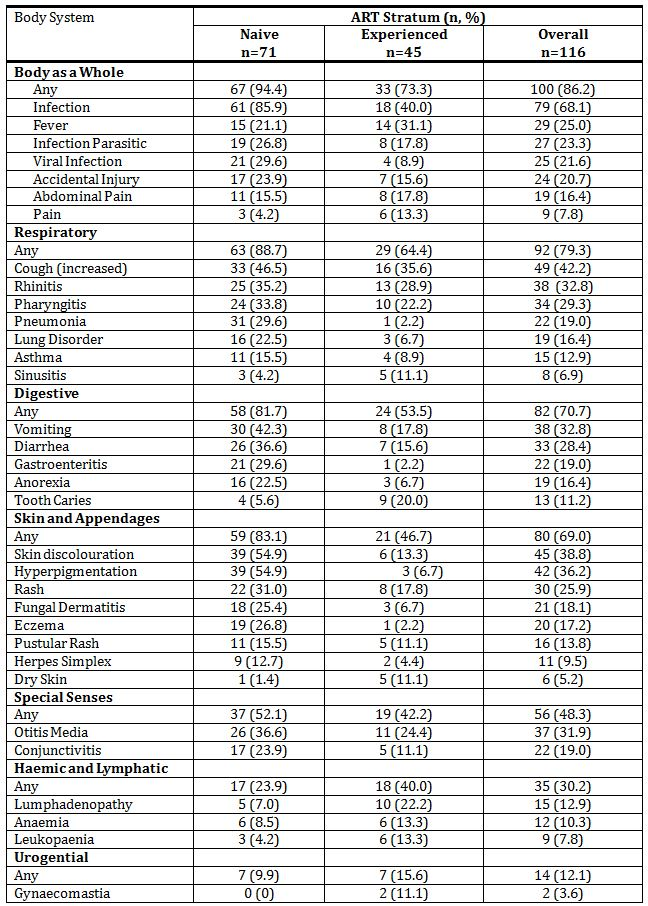 Body System ART Stratum (n, %)
Naive Experienced Overall
n=71 n=45 n=116
Body as a Whole
Any 67 (94.4) 33 (73.3) 100 (86.2)
Infection 61 (85.9) 18 (40.0) 79 (68.1)
Fever 15 (21.1) 14 (31.1) 29 (25.0)
Infection Parasitic 19 (26.8) 8 (17.8) 27 (23.3)
Viral Infection 21 (29.6) 4 (8.9) 25 (21.6)
Accidental Injury 17 (23.9) 7 (15.6) 24 (20.7)
Abdominal Pain 11 (15.5) 8 (17.8) 19 (16.4)
Pain 3 (4.2) 6 (13.3) 9 (7.8)
Respiratory
Any 63 (88.7) 29 (64.4) 92 (79.3)
Cough (increased) 33 (46.5) 16 (35.6) 49 (42.2)
Rhinitis 25 (35.2) 13 (28.9) 38 (32.8)
Pharyngitis 24 (33.8) 10 (22.2) 34 (29.3)
Pneumonia 31 (29.6) 1 (2.2) 22 (19.0)
Lung Disorder 16 (22.5) 3 (6.7) 19 (16.4)
Asthma 11 (15.5) 4 (8.9) 15 (12.9)
Sinusitis 3 (4.2) 5 (11.1) 8 (6.9)
Digestive
Any 58 (81.7) 24 (53.5) 82 (70.7)
Vomiting 30 (42.3) 8 (17.8) 38 (32.8)
Diarrhea 26 (36.6) 7 (15.6) 33 (28.4)
Gastroenteritis 21 (29.6) 1 (2.2) 22 (19.0)
Anorexia 16 (22.5) 3 (6.7) 19 (16.4)
Tooth Caries 4 (5.6) 9 (20.0) 13 (11.2)
Skin and Appendages
Any 59 (83.1) 21 (46.7) 80 (69.0)
Skin discolouration 39 (54.9) 6 (13.3) 45 (38.8)
Hyperpigmentation 39 (54.9) 3 (6.7) 42 (36.2)
Rash 22 (31.0) 8 (17.8) 30 (25.9)
Fungal Dermatitis 18 (25.4) 3 (6.7) 21 (18.1)
Eczema 19 (26.8) 1 (2.2) 20 (17.2)
Pustular Rash 11 (15.5) 5 (11.1) 16 (13.8)
Herpes Simplex 9 (12.7) 2 (4.4) 11 (9.5)
Dry Skin 1 (1.4) 5 (11.1) 6 (5.2)
Special Senses
Any 37 (52.1) 19 (42.2) 56 (48.3)
Otitis Media 26 (36.6) 11 (24.4) 37 (31.9)
Conjunctivitis 17 (23.9) 5 (11.1) 22 (19.0)
Haemic and Lymphatic
Any 17 (23.9) 18 (40.0) 35 (30.2)
Lumphadenopathy 5 (7.0) 10 (22.2) 15 (12.9)
Anaemia 6 (8.5) 6 (13.3) 12 (10.3)
Leukopaenia 3 (4.2) 6 (13.3) 9 (7.8)
Urogential
Any 7 (9.9) 7 (15.6) 14 (12.1)
Gynaecomastia 0 (0) 2 (11.1) 2 (3.6)